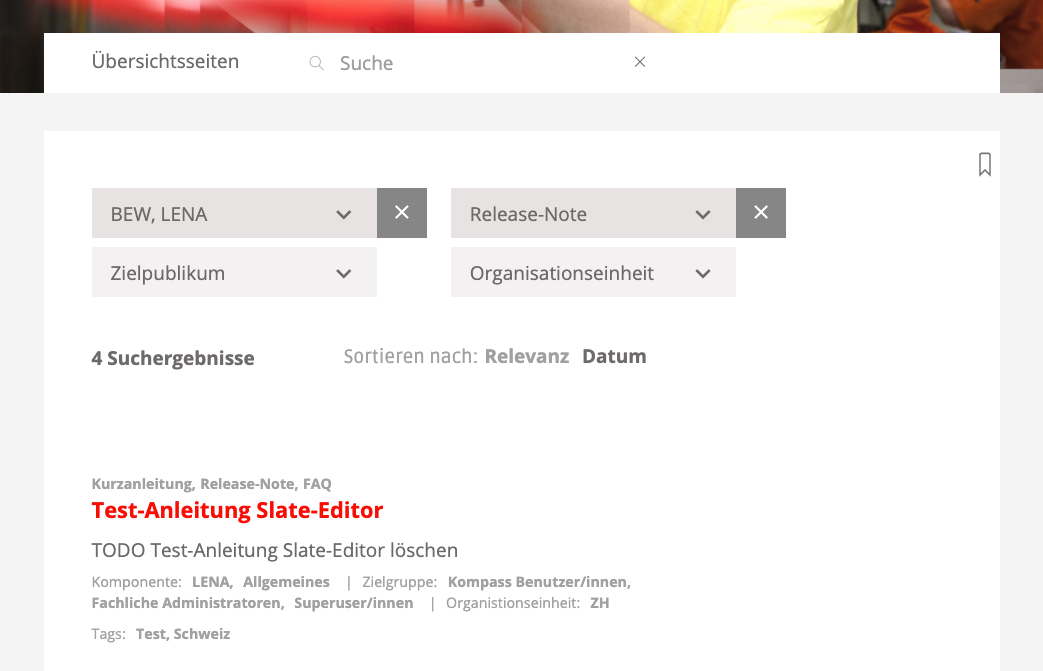 Übersichtsseiten
Suche
BEW, LENA
Release-Note
Zielpublikum
Organisationseinheit
4 Suchergebnisse
Sortieren nach: Relevanz Datum
Kurzanleitung, Release-Note, FAQ
Test-Anleitung Slate-Editor
TODO Test-Anleitung Slate-Editor löschen
Komponente: LENA, Allgemeines | Zielgruppe: Kompass Benutzer/innen,
Fachliche Administratoren, Superuser/innen | Organistionseinheit: ZH
Tags: Test, Schweiz